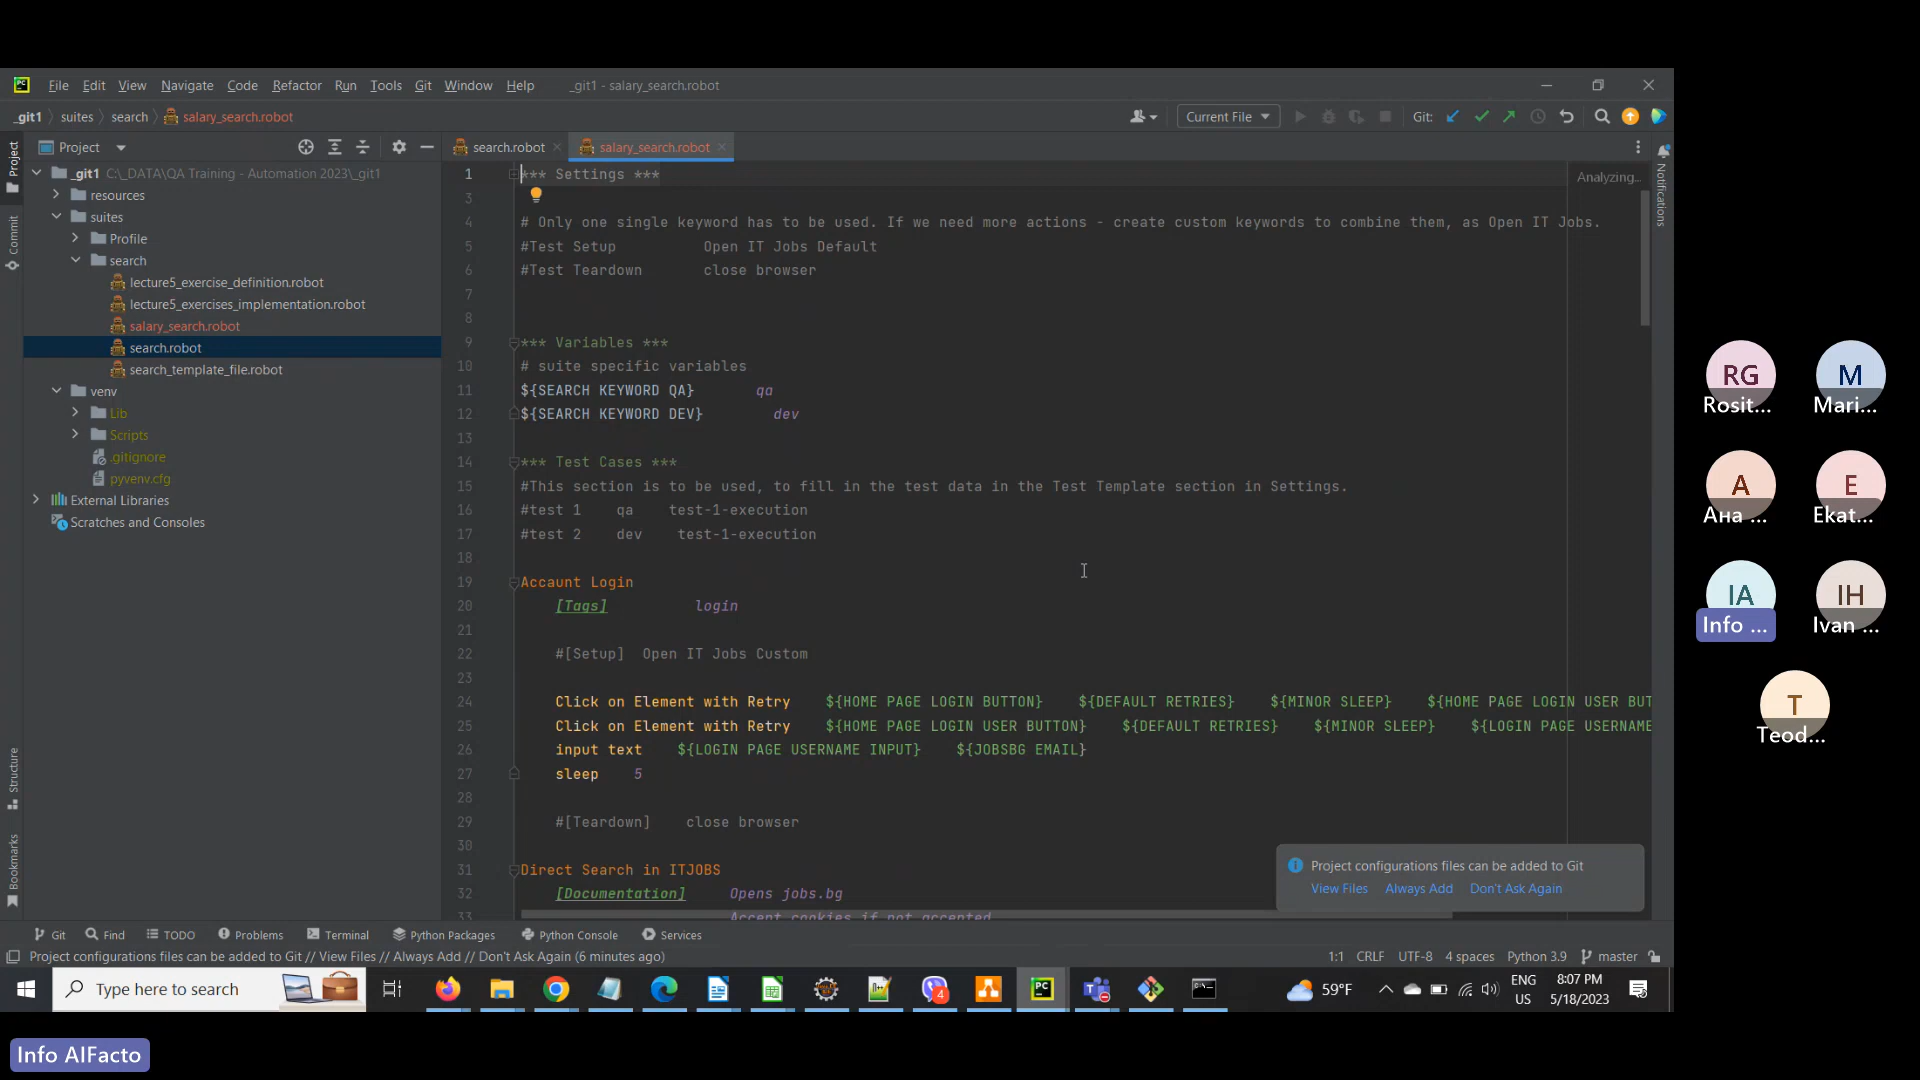 File Edit View Navigate Code Refactor Run Tools Git Window Help _git1 - salary_search.robot
_git1 suites search salary_search.robot
Current File
Git:
Project
search.robot
salary_search.robot
_git1 C:\_DATA\QA Training - Automation 2023\_git1
resources
suites
Profile
search
lecture5_exercise_definition.robot
lecture5_exercises_implementation.robot
salary_search.robot
search.robot
search_template_file.robot
venv
Lib
Scripts
.gitignore
pyvenv.cfg
External Libraries
Scratches and Consoles
Project
Commit
Structure
Bookmarks
Notifications
Analyzing...
1 *** Settings ***
3
4 # Only one single keyword has to be used. If we need more actions - create custom keywords to combine them, as Open IT Jobs.
5 #Test Setup Open IT Jobs Default
6 #Test Teardown close browser
7
8
9 *** Variables ***
10 # suite specific variables
11 ${SEARCH KEYWORD QA} qa
12 ${SEARCH KEYWORD DEV} dev
13
14 *** Test Cases ***
15 #This section is to be used, to fill in the test data in the Test Template section in Settings.
16 #test 1 qa test-1-execution
17 #test 2 dev test-1-execution
18
19 Accaunt Login
20 [Tags] login
21
22 #[Setup] Open IT Jobs Custom
23
24 Click on Element with Retry ${HOME PAGE LOGIN BUTTON} ${DEFAULT RETRIES} ${MINOR SLEEP} ${HOME PAGE LOGIN USER BUT
25 Click on Element with Retry ${HOME PAGE LOGIN USER BUTTON} ${DEFAULT RETRIES} ${MINOR SLEEP} ${LOGIN PAGE USERNAME
26 input text ${LOGIN PAGE USERNAME INPUT} ${JOBSBG EMAIL}
27 sleep 5
28
29 #[Teardown] close browser
30
31 Direct Search in ITJOBS
32 [Documentation] Opens jobs.bg
33 Accept cookies if not accepted
Project configurations files can be added to Git
View Files Always Add Don't Ask Again
Git Find TODO Problems Terminal Python Packages Python Console Services
Project configurations files can be added to Git // View Files // Always Add // Don't Ask Again (6 minutes ago)
1:1 CRLF UTF-8 4 spaces Python 3.9 master
Type here to search
4
59°F
ENG
US
8:07 PM
5/18/2023
RG
Rosit...
M
Mari...
A
Ана ...
E
Ekat...
IA
Info ...
IH
Ivan ...
T
Teod...
Info AlFacto